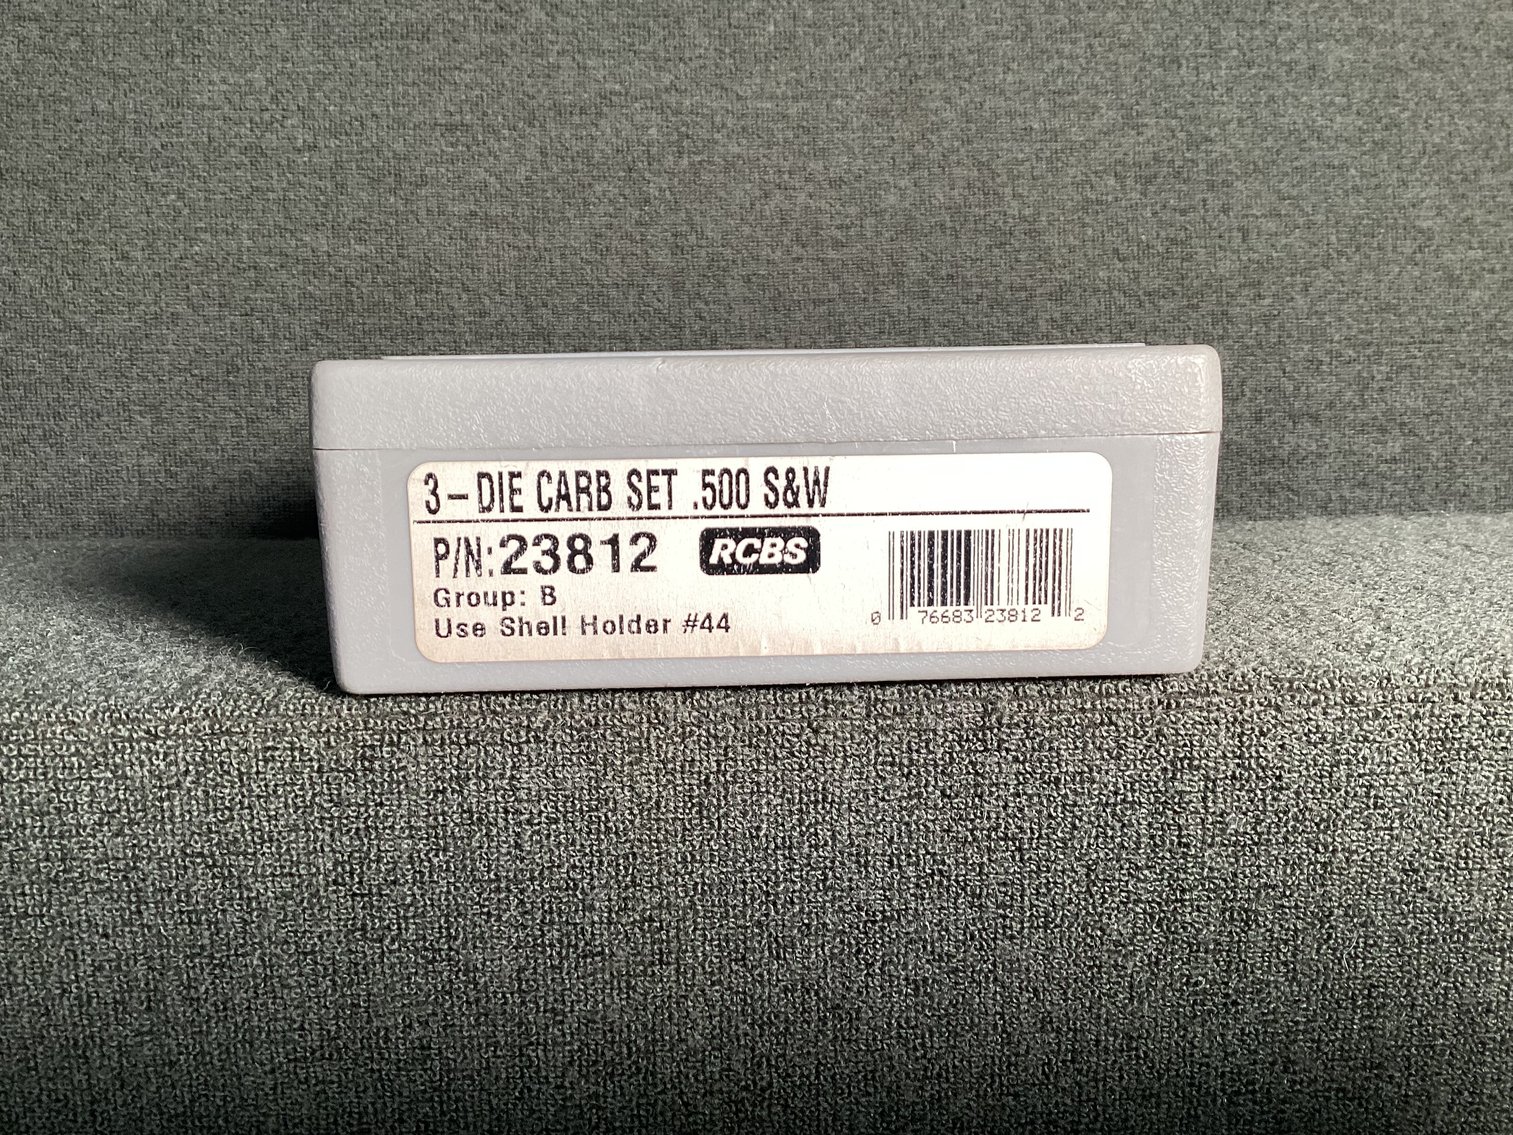 3-DIE CARB SET .500 S&W
P/N:23812
RCBS
Group: B
Use Shell Holder #44
0 76683 23812 2